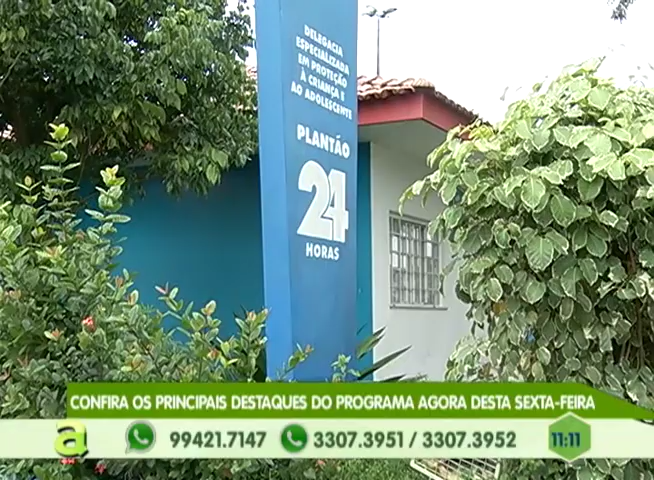 DELEGACIA
ESPECIALIZADA
EM PROTEÇÃO
À CRIANÇA E
AO ADOLESCENTE
PLANTÃO
24
HORAS
CONFIRA OS PRINCIPAIS DESTAQUES DO PROGRAMA AGORA DESTA SEXTA-FEIRA
a 99421.7147 3307.3951 / 3307.3952 11:11